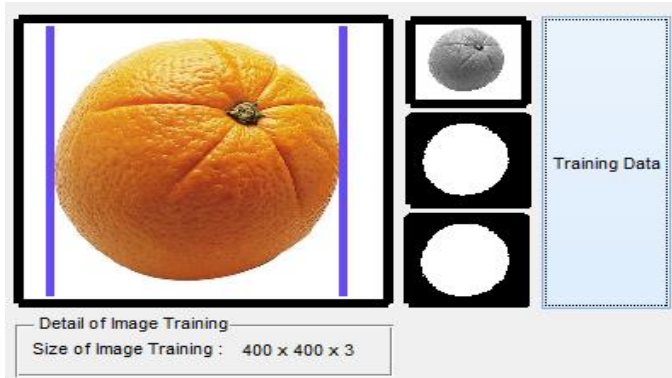 Training Data
Detail of Image Training
Size of Image Training : 400 x 400 x 3